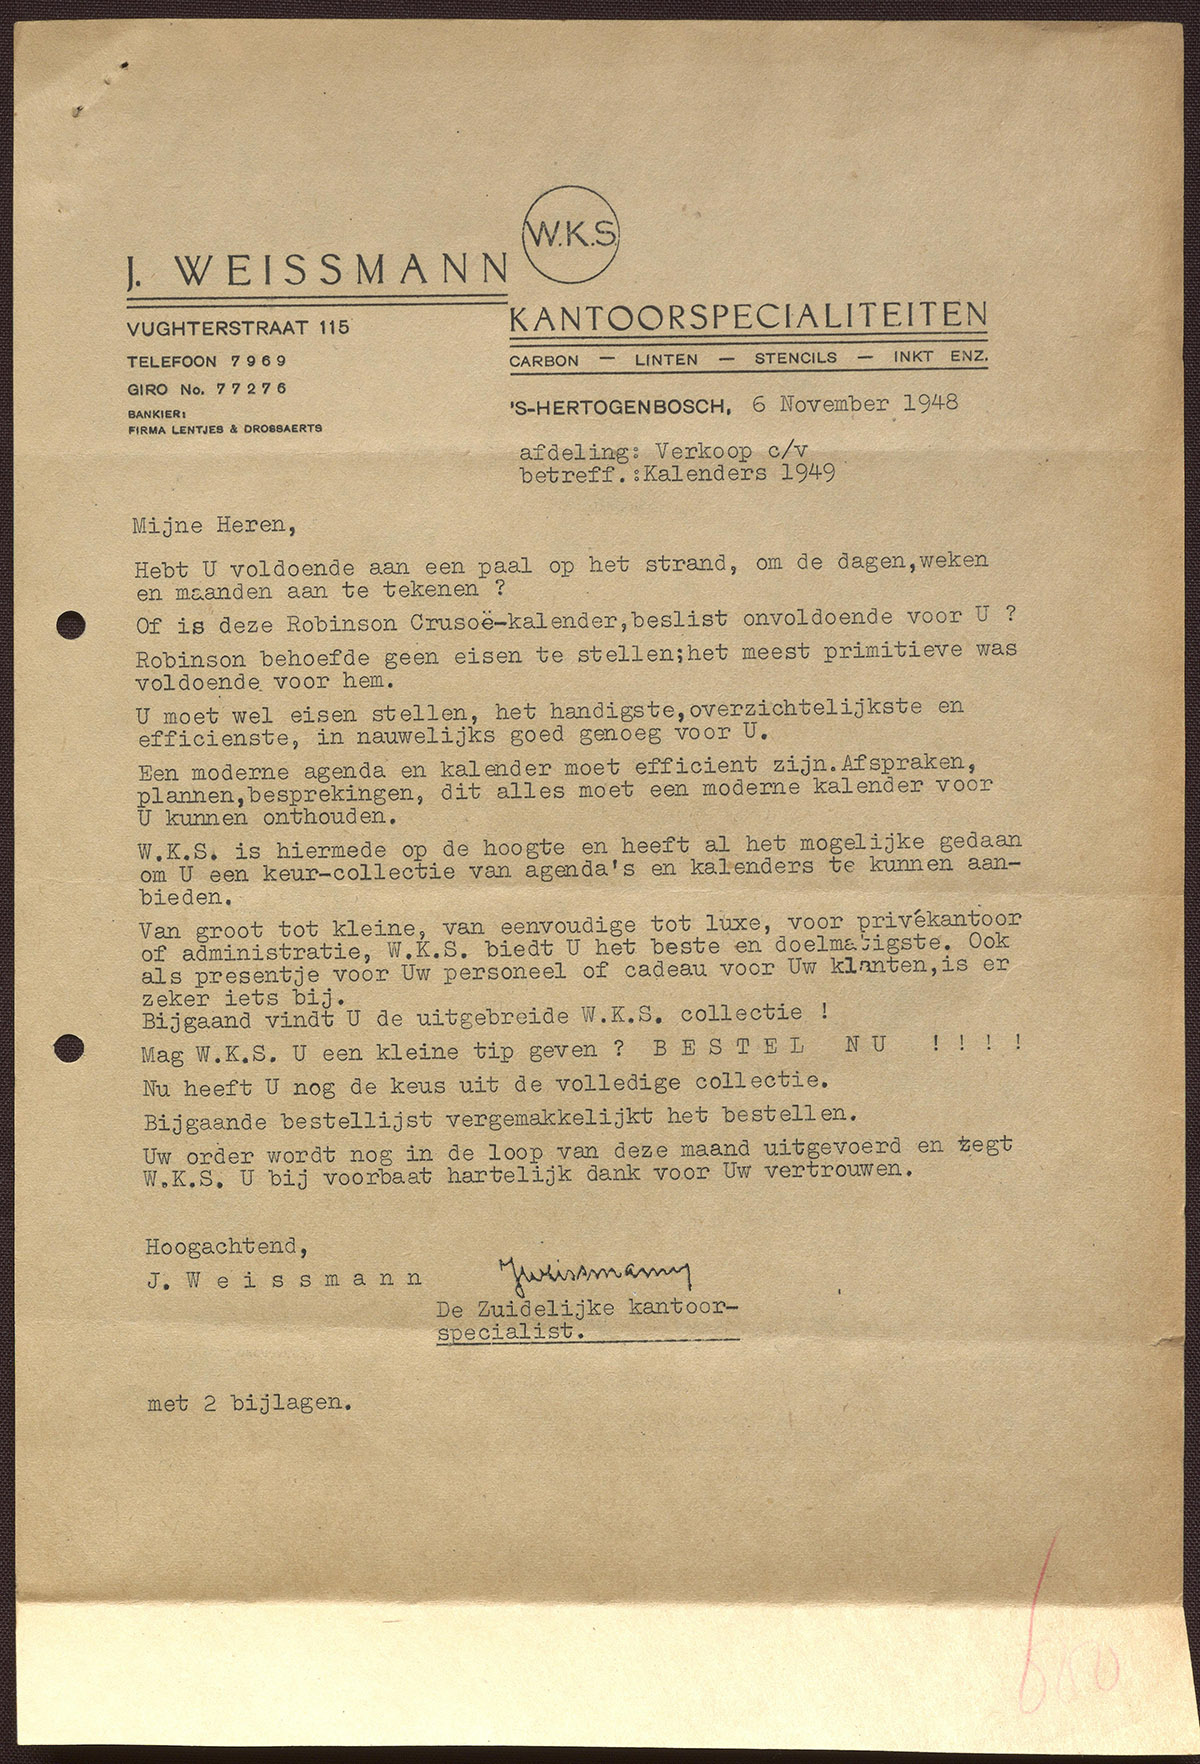 W.K.S
J. WEISSMANN
VUGHTERSTRAAT 115
TELEFOON 7969
GIRO No. 77276
BANKIER:
FIRMA LENTJES & DROSSAERTS
KANTOORSPECIALITEITEN
CARBON — LINTEN — STENCILS — INKT ENZ.
'S-HERTOGENBOSCH, 6 November 1948
afdeling: Verkoop c/v
betreff.:Kalenders 1949
Mijne Heren,
Hebt U voldoende aan een paal op het strand, om de dagen,weken
en maanden aan te tekenen ?
Of is deze Robinson Crusoë-kalender,beslist onvoldoende voor U ?
Robinson behoefde geen eisen te stellen;het meest primitieve was
voldoende voor hem.
U moet wel eisen stellen, het handigste,overzichtelijkste en
efficienste, in nauwelijks goed genoeg voor U.
Een moderne agenda en kalender moet efficient zijn.Afspraken,
plannen,besprekingen, dit alles moet een moderne kalender voor
U kunnen onthouden.
W.K.S. is hiermede op de hoogte en heeft al het mogelijke gedaan
om U een keur-collectie van agenda's en kalenders te kunnen aan-
bieden.
Van groot tot kleine, van eenvoudige tot luxe, voor privékantoor
of administratie, W.K.S. biedt U het beste en doelmatigste. Ook
als presentje voor Uw personeel of cadeau voor Uw klanten,is er
zeker iets bij.
Bijgaand vindt U de uitgebreide W.K.S. collectie !
Mag W.K.S. U een kleine tip geven ? B E S T E L  N U  ! ! ! !
Nu heeft U nog de keus uit de volledige collectie.
Bijgaande bestellijst vergemakkelijkt het bestellen.
Uw order wordt nog in de loop van deze maand uitgevoerd en zegt
W.K.S. U bij voorbaat hartelijk dank voor Uw vertrouwen.
Hoogachtend,
J. W e i s s m a n n JWeissmann
De Zuidelijke kantoor-
specialist.
met 2 bijlagen.